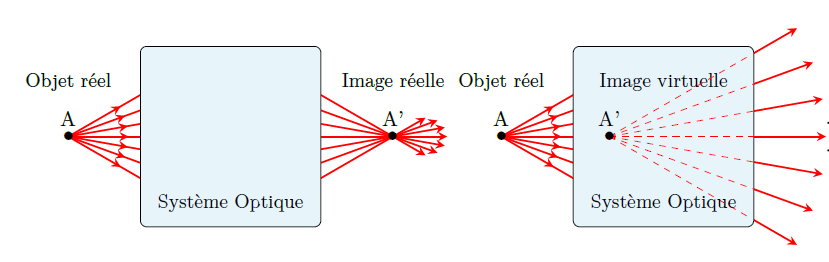 Objet réel
Image réelle
A
A'
Système Optique
Objet réel
Image virtuelle
A
A'
Système Optique